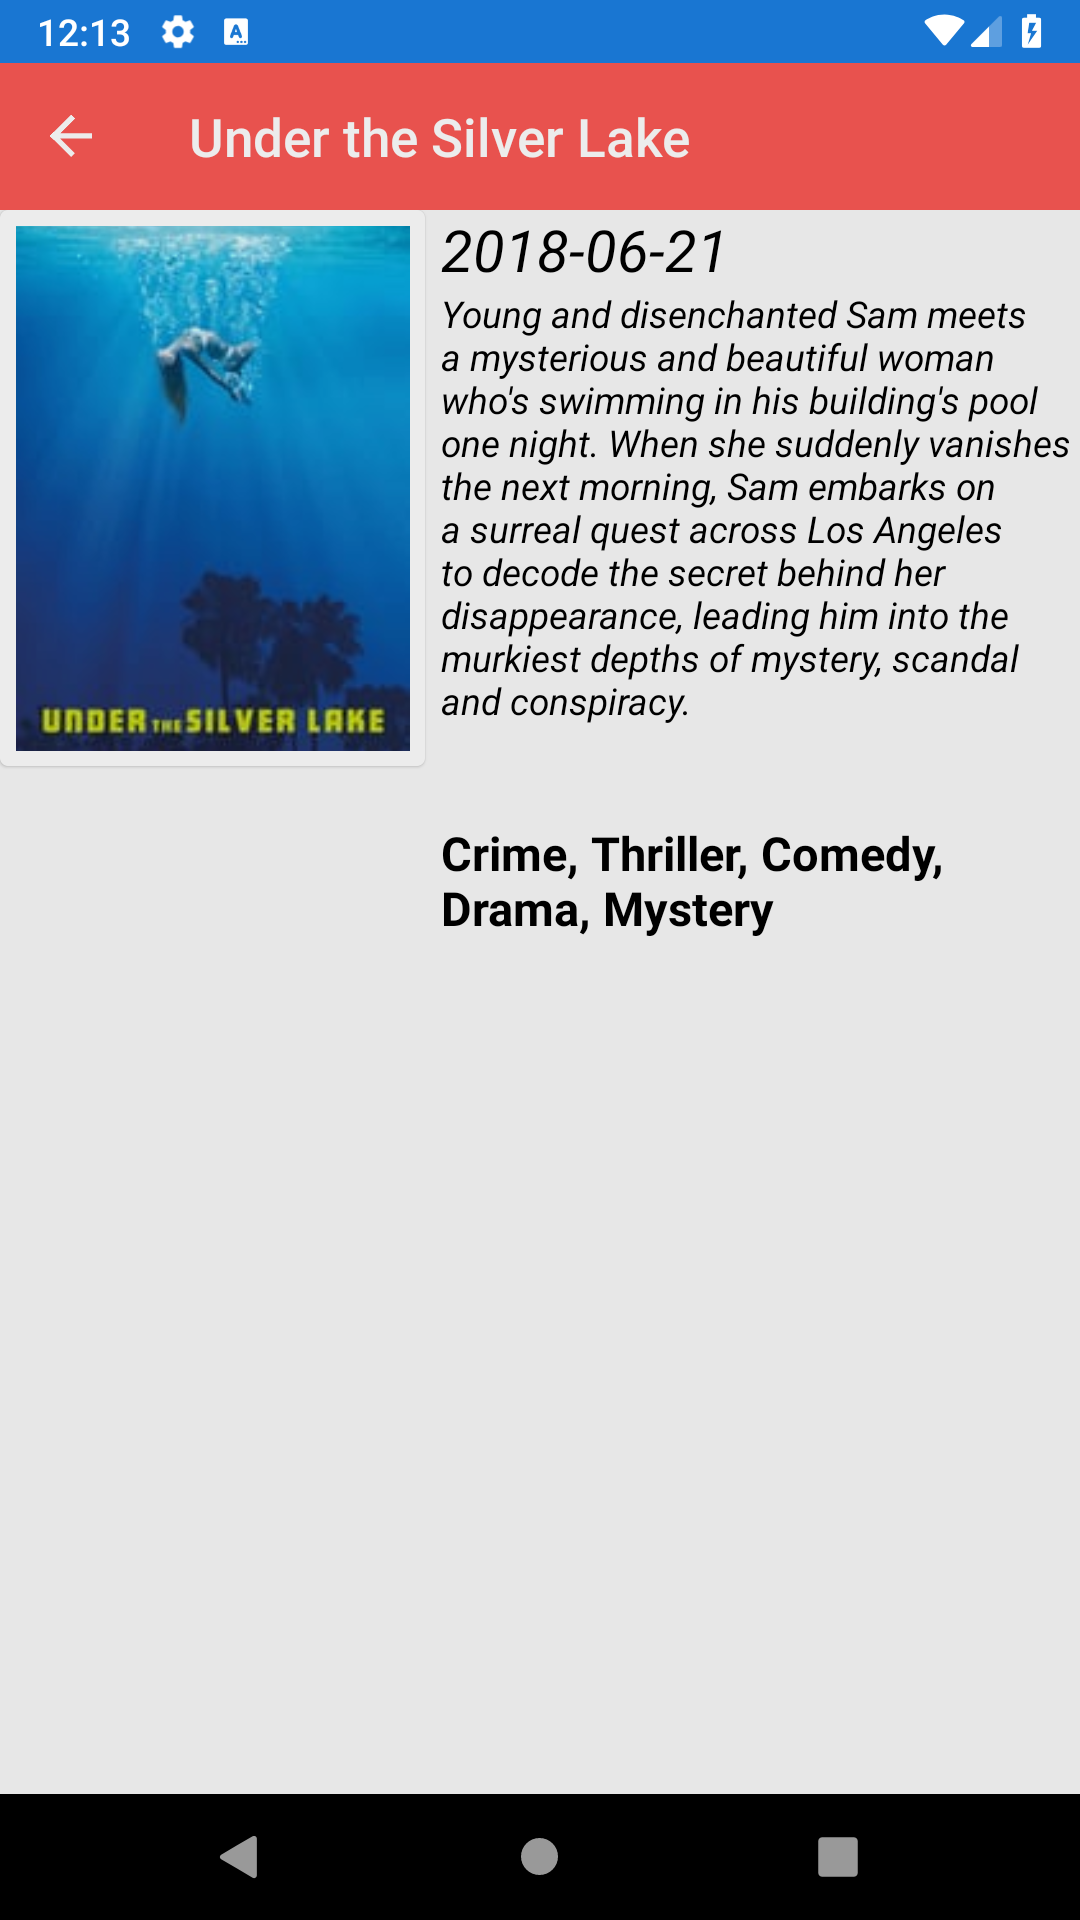 12:13
Under the Silver Lake
2018-06-21
Young and disenchanted Sam meets
a mysterious and beautiful woman
who's swimming in his building's pool
one night. When she suddenly vanishes
the next morning, Sam embarks on
a surreal quest across Los Angeles
to decode the secret behind her
disappearance, leading him into the
murkiest depths of mystery, scandal
and conspiracy.
UNDER THE SILVER LAKE
Crime, Thriller, Comedy,
Drama, Mystery